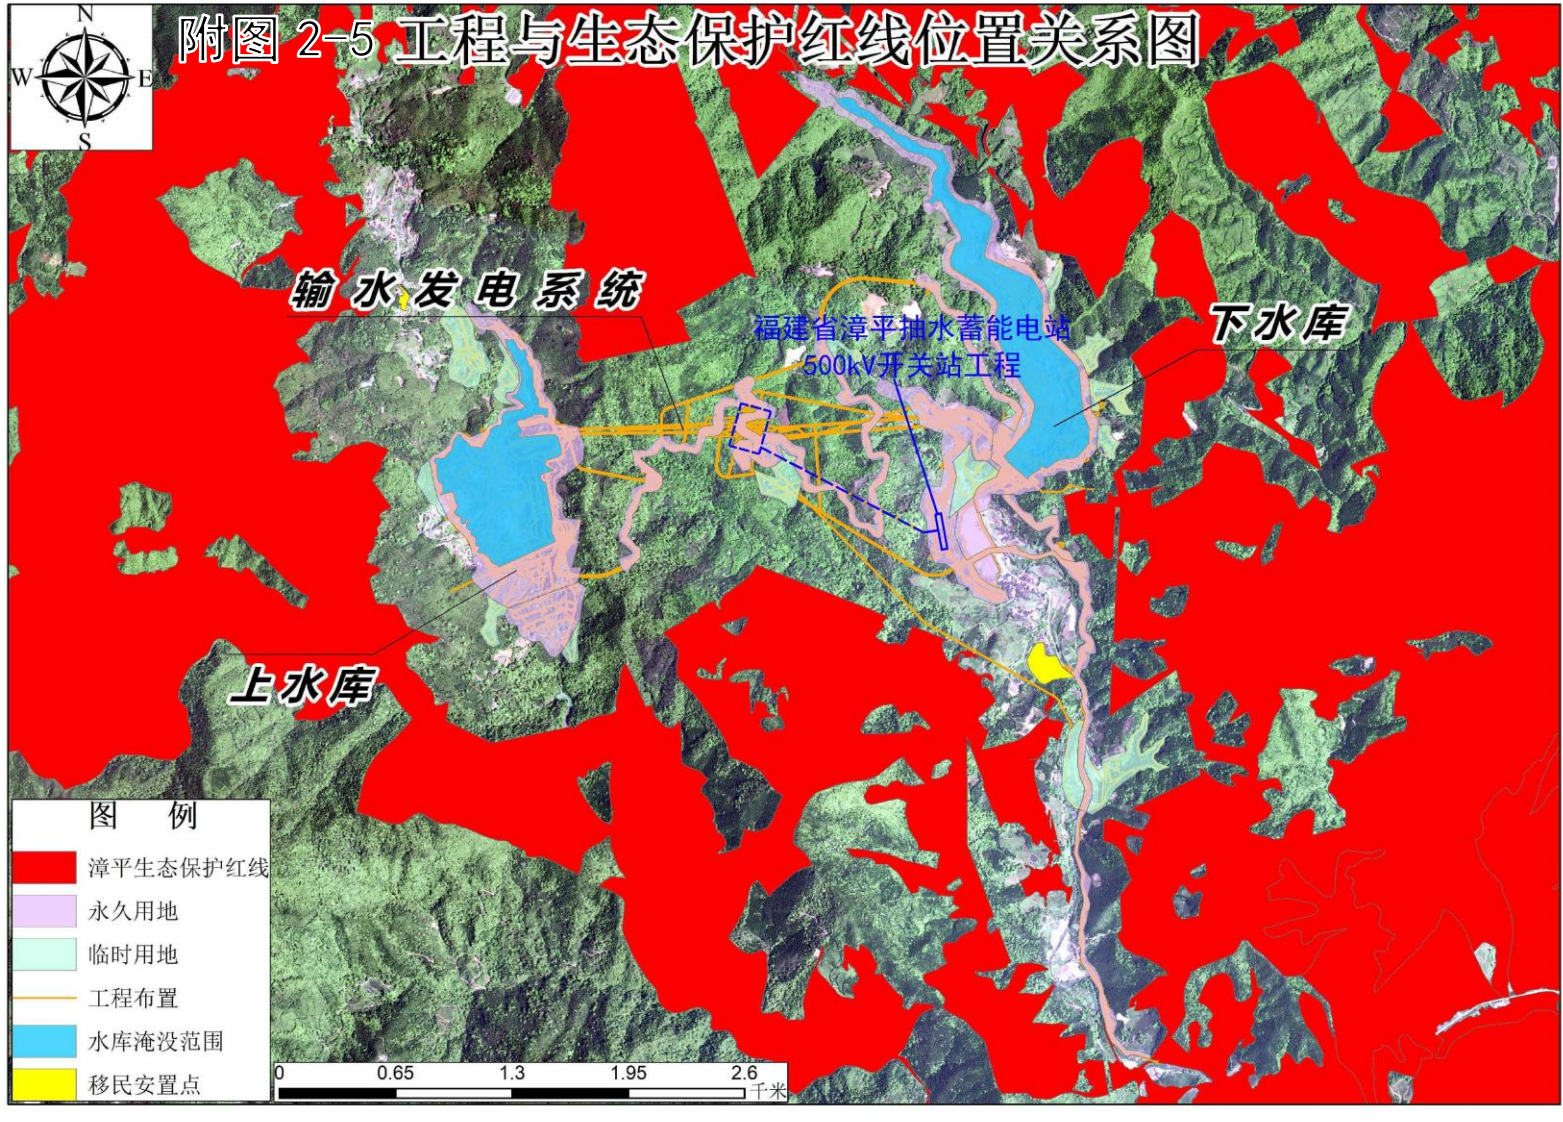 附图 2-5 工程与生态保护红线位置关系图
N
W
E
S
输水发电系统
下水库
福建省漳平抽水蓄能电站
500kV开关站工程
上水库
图 例
漳平生态保护红线
永久用地
临时用地
工程布置
水库淹没范围
移民安置点
0 0.65 1.3 1.95 2.6
千米